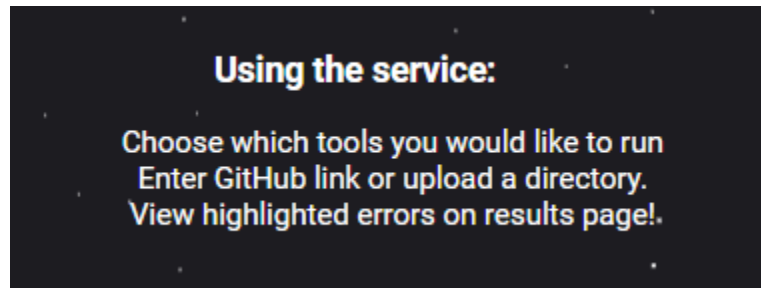 Using the service:
Choose which tools you would like to run
Enter GitHub link or upload a directory.
View highlighted errors on results page!